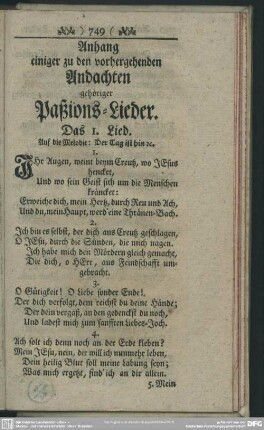 ) 749 (
Anhang
einiger zu den vorhergehenden
Andachten
gehöriger
Paßions-Lieder.
Das 1. Lied.
Auf die Melodie: Der Tag ist hin ꝛc.
1.
Ihr Augen, weint beym Creutz, wo JEsus
hencket,
Und wo sein Geist sich um die Menschen
kräncket:
Erweiche dich, mein Hertz, durch Reu und Ach,
Und du, mein Haupt, werd' eine Thränen-Bach.
2.
Ich bin es selbst, der dich ans Creutz geschlagen,
O JEsu, durch die Sünden, die mich nagen.
Ich habe mich den Mördern gleich gemacht,
Die dich, o HErr, aus Feindschafft um-
gebracht.
3.
O Gütigkeit! O Liebe sonder Ende!
Der dich verfolgt, dem reichst du deine Hände;
Der dein vergaß, an den gedenckst du noch,
Und ladest mich zum sanfften Liebes-Joch.
4.
Ach solt ich denn noch an der Erde kleben?
Mein JEsu, nein, der will ich nunmehr leben,
Dein heilig Blut soll meine Labung seyn;
Was mich ergetzt, find' ich an dir allein.
5. Mein